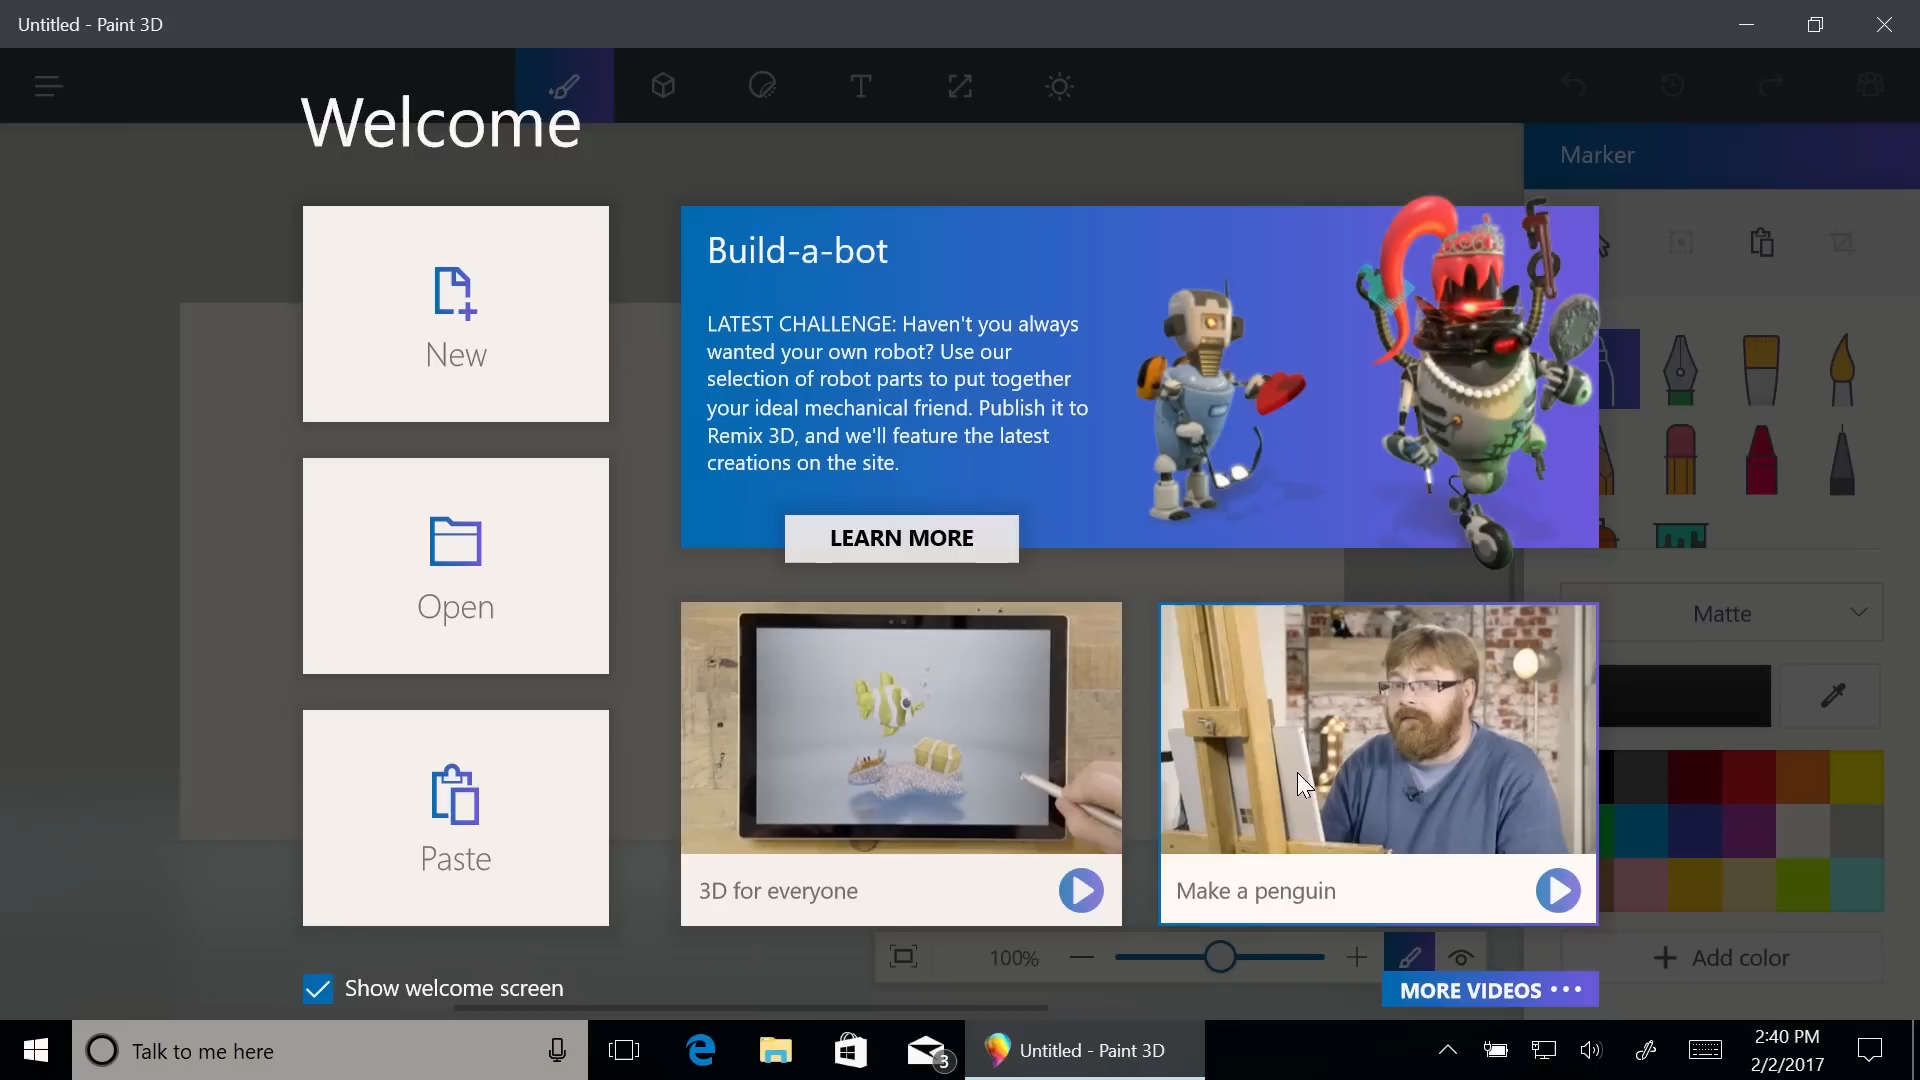 Untitled - Paint 3D
Welcome
Marker
New
Build-a-bot
LATEST CHALLENGE: Haven't you always
wanted your own robot? Use our
selection of robot parts to put together
your ideal mechanical friend. Publish it to
Remix 3D, and we'll feature the latest
creations on the site.
LEARN MORE
Open
Matte
Paste
3D for everyone
Make a penguin
100%
Add color
Show welcome screen
MORE VIDEOS
Talk to me here
3
Untitled - Paint 3D
2:40 PM
2/2/2017